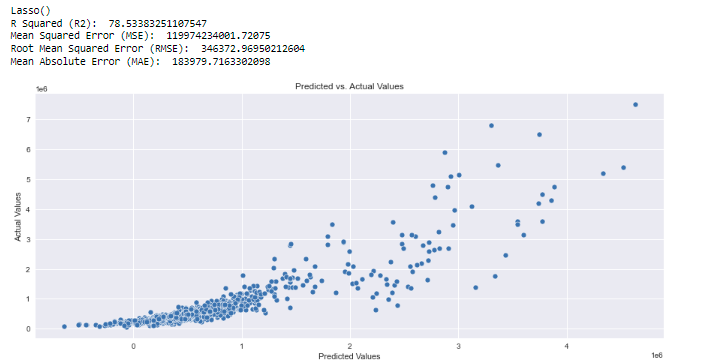 Lasso()
R Squared (R2):  78.53383251107547
Mean Squared Error (MSE):  119974234001.72075
Root Mean Squared Error (RMSE):  346372.96950212604
Mean Absolute Error (MAE):  183979.7163302098
Predicted vs. Actual Values
1e6
7
6
5
4
3
2
1
0
Actual Values
0 1 2 3 4
1e6
Predicted Values